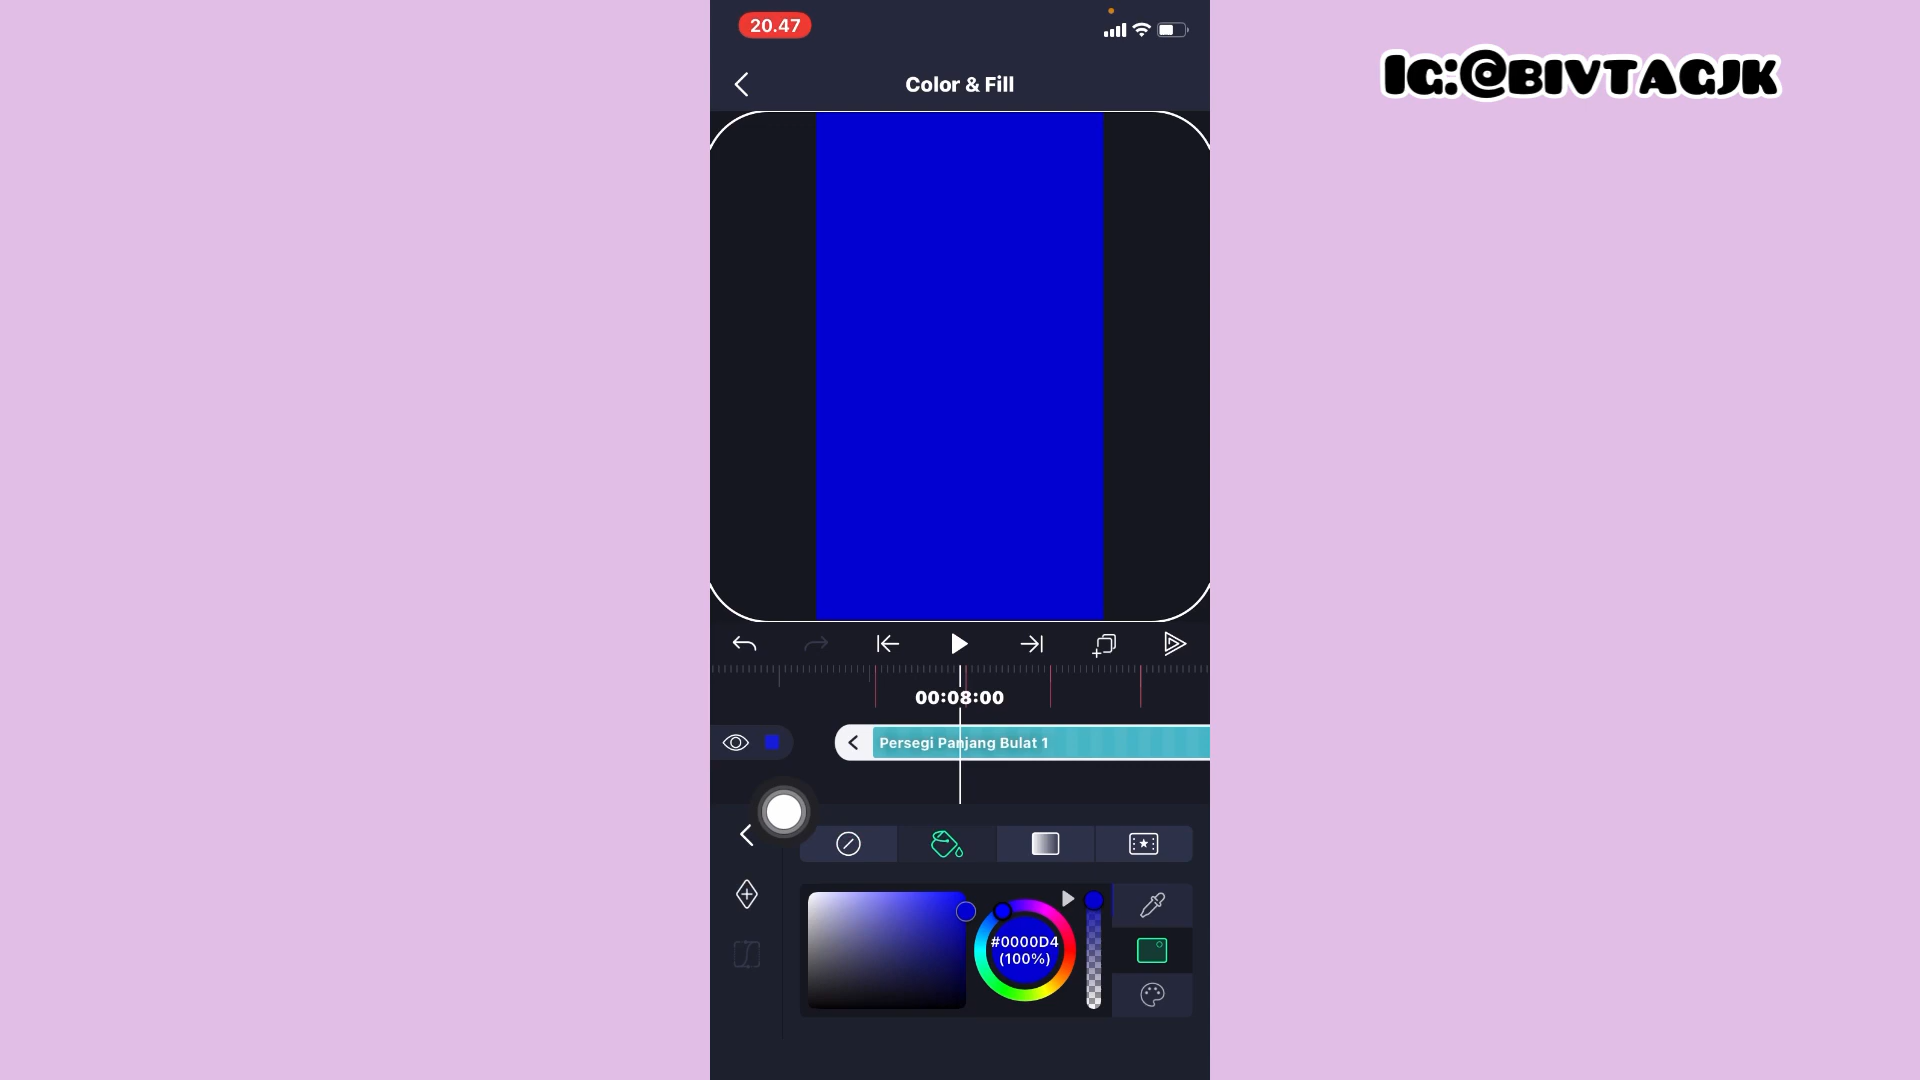 20.47
IG:@BIVTAGJK
Color & Fill
00:08:00
Persegi Panjang Bulat 1
#0000D4
(100%)